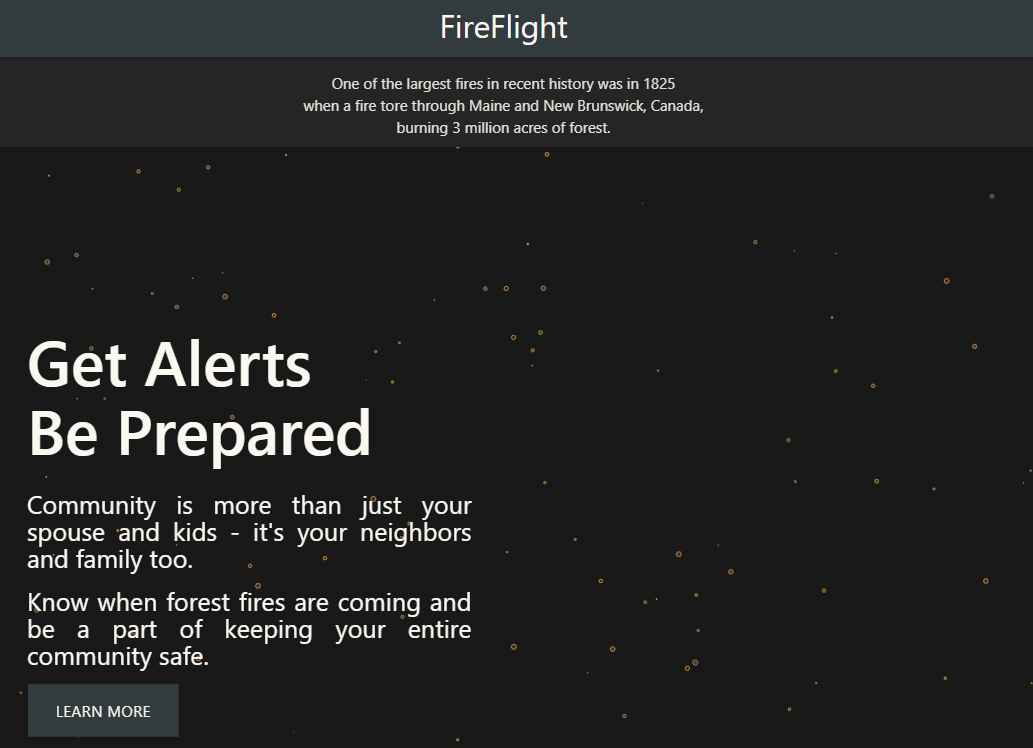 FireFlight
One of the largest fires in recent history was in 1825
when a fire tore through Maine and New Brunswick, Canada,
burning 3 million acres of forest.
Get Alerts
Be Prepared
Community is more than just your
spouse and kids - it's your neighbors
and family too.
Know when forest fires are coming and
be a part of keeping your entire
community safe.
LEARN MORE